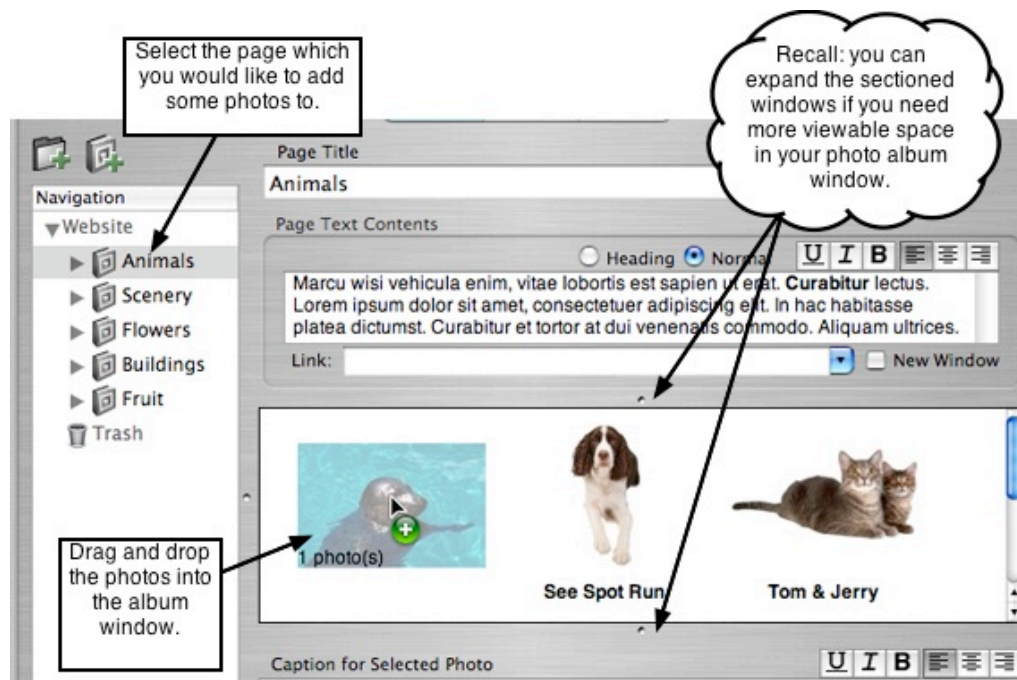 Select the page which
you would like to add
some photos to.
Recall: you can
expand the sectioned
windows if you need
more viewable space
in your photo album
window.
Page Title
Animals
Navigation
Website
Animals
Scenery
Flowers
Buildings
Fruit
Trash
Page Text Contents
Heading Normal U I B
Marcu wisi vehicula enim, vitae lobortis est sapien ut erat. Curabitur lectus.
Lorem ipsum dolor sit amet, consectetuer adipiscing elit. In hac habitasse
platea dictumst. Curabitur et tortor at dui venenatis commodo. Aliquam ultrices.
Link: New Window
1 photo(s)
See Spot Run
Tom & Jerry
Drag and drop
the photos into
the album
window.
Caption for Selected Photo U I B